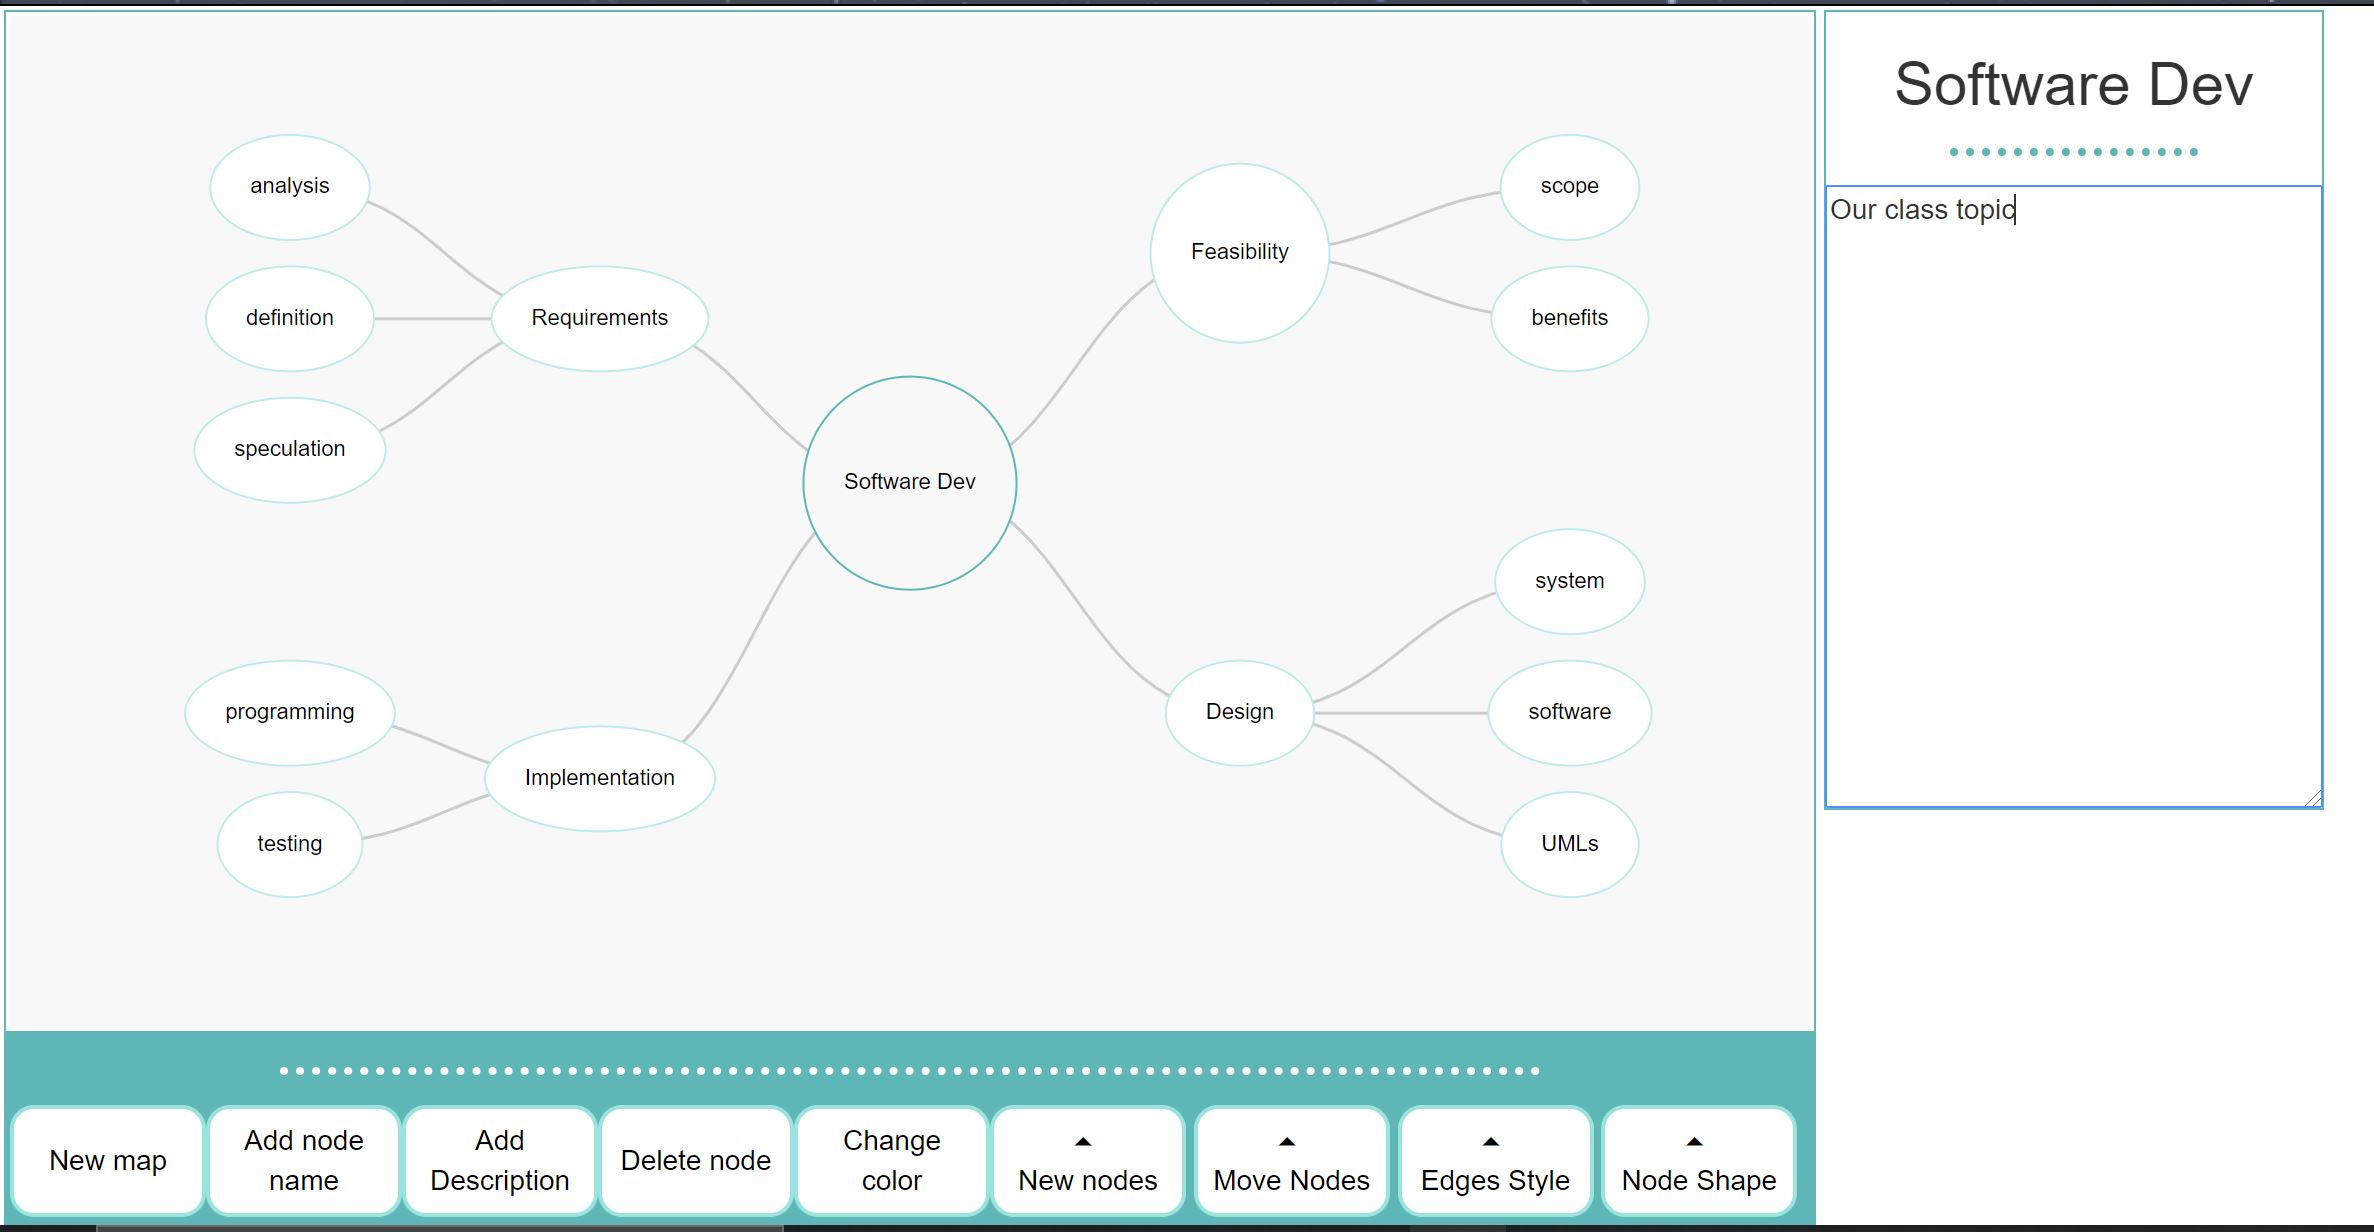 Software Dev
Our class topic
analysis
definition
speculation
Requirements
Feasibility
scope
benefits
Software Dev
system
software
UMLs
Design
programming
testing
Implementation
New map
Add node
name
Add
Description
Delete node
Change
color
New nodes
Move Nodes
Edges Style
Node Shape